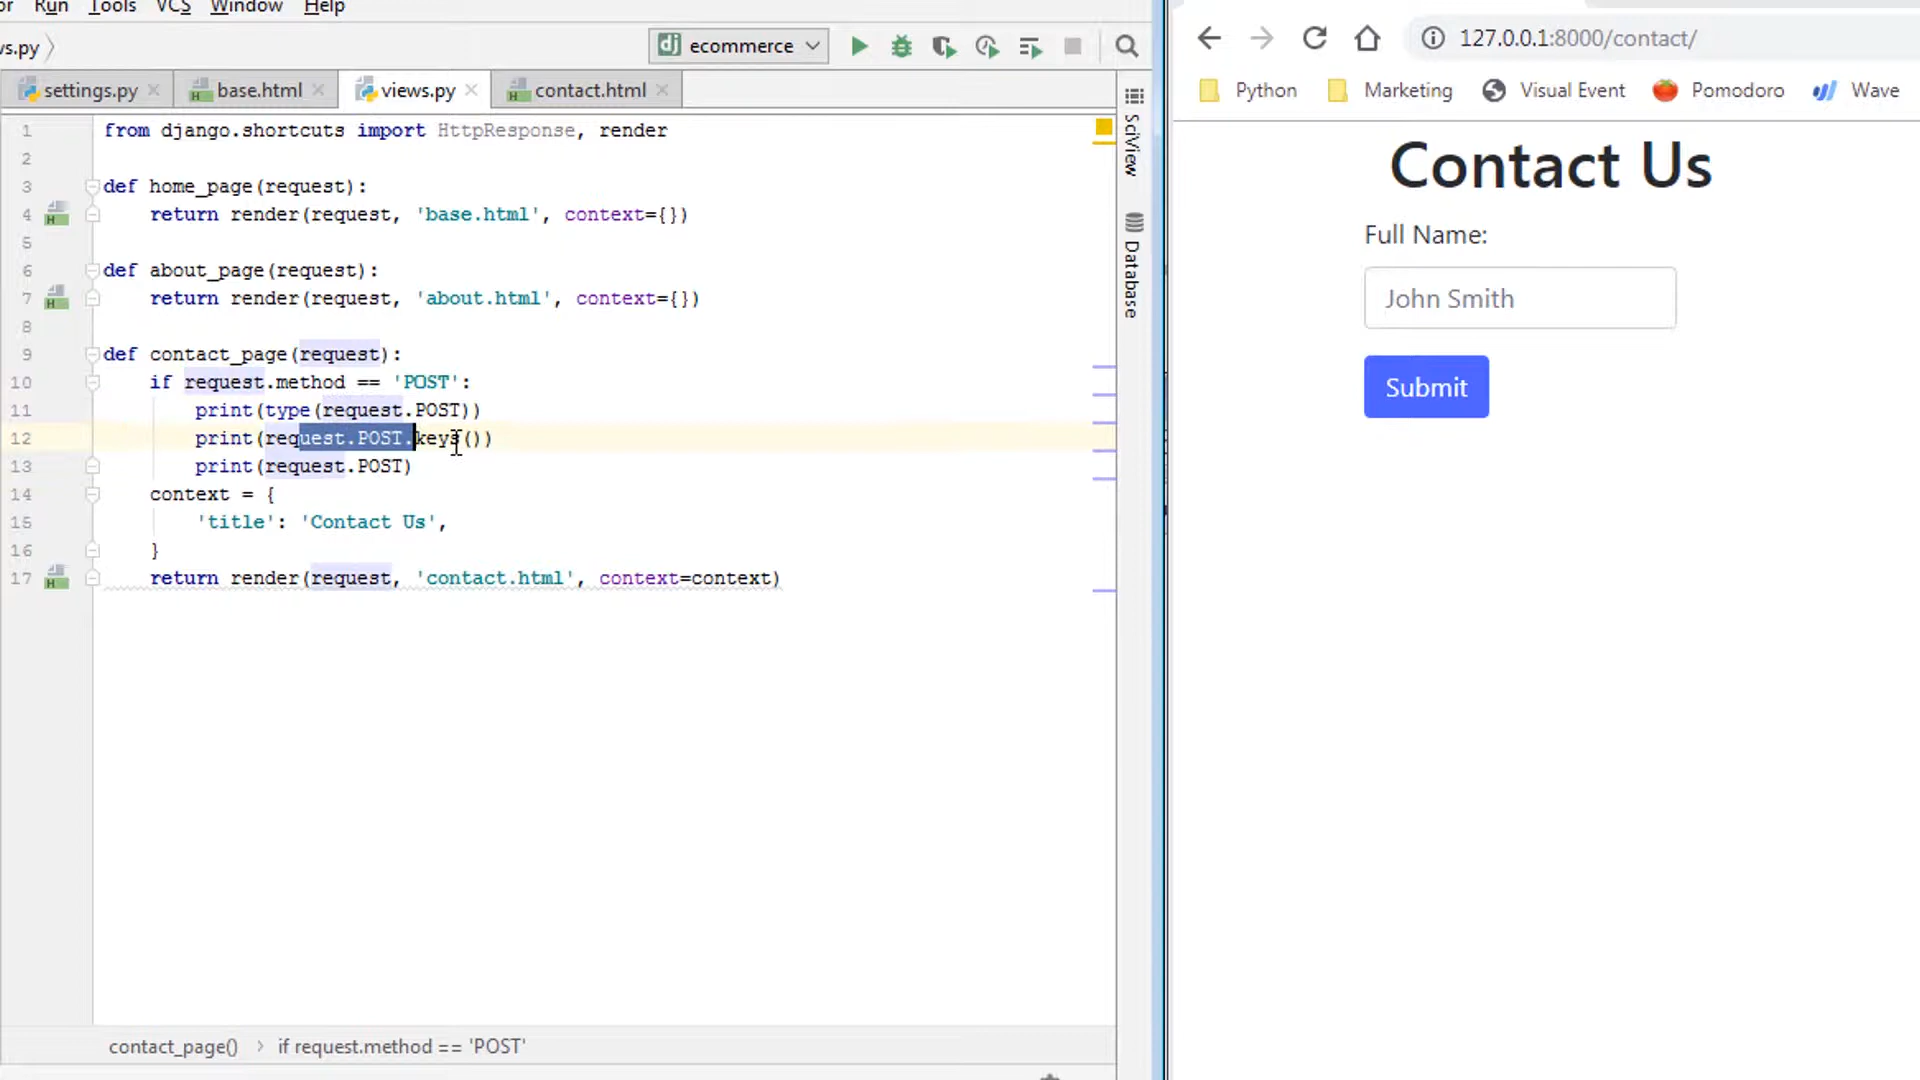 Run Tools VCS Window Help
vs.py
ecommerce
settings.py base.html views.py contact.html
1 from django.shortcuts import HttpResponse, render
2
3 def home_page(request):
4 return render(request, 'base.html', context={})
5
6 def about_page(request):
7 return render(request, 'about.html', context={})
8
9 def contact_page(request):
10 if request.method == 'POST':
11 print(type(request.POST))
12 print(request.POST.keys())
13 print(request.POST)
14 context = {
15 'title': 'Contact Us',
16 }
17 return render(request, 'contact.html', context=context)
contact_page() if request.method == 'POST'
SciView
Database
127.0.0.1:8000/contact/
Python Marketing Visual Event Pomodoro Wave
Contact Us
Full Name:
John Smith
Submit